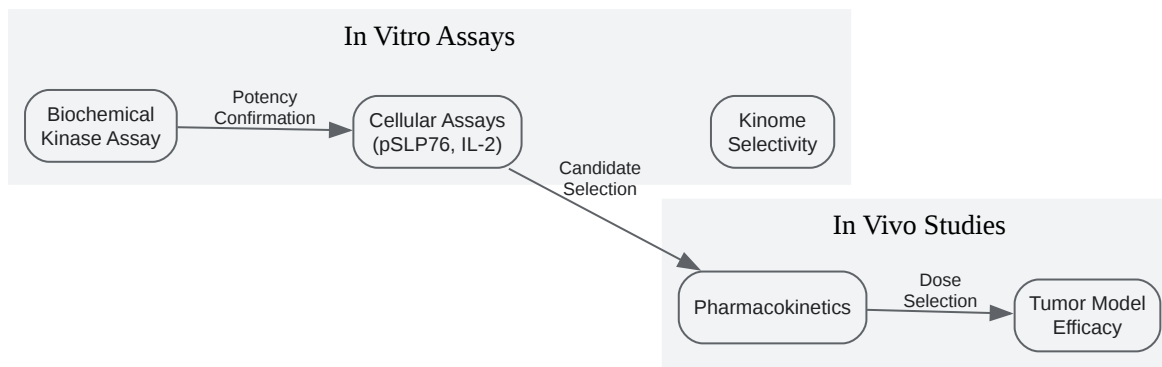 In Vitro Assays
Biochemical
Kinase Assay
Potency
Confirmation
Cellular Assays
(pSLP76, IL-2)
Kinome
Selectivity
Candidate
Selection
In Vivo Studies
Pharmacokinetics
Dose
Selection
Tumor Model
Efficacy